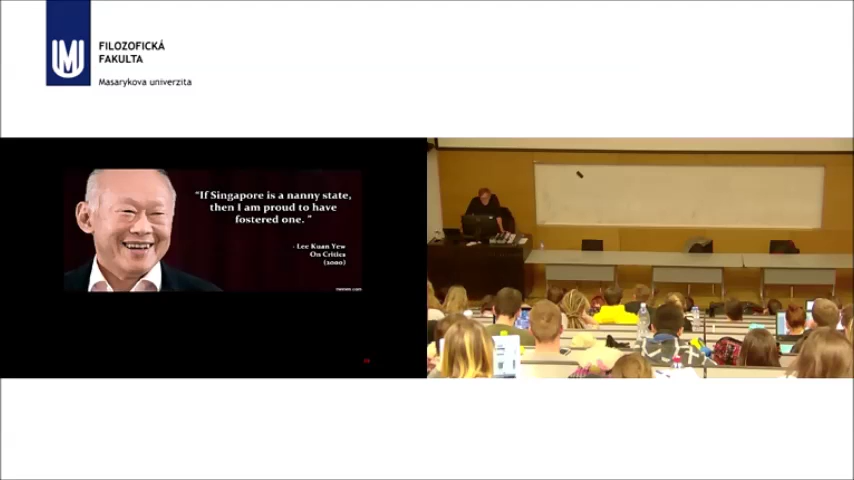 FILOZOFICKÁ
FAKULTA
Masarykova univerzita
"If Singapore is a nanny state,
then I am proud to have
fostered one. "
- Lee Kuan Yew
On Critics
(2000)